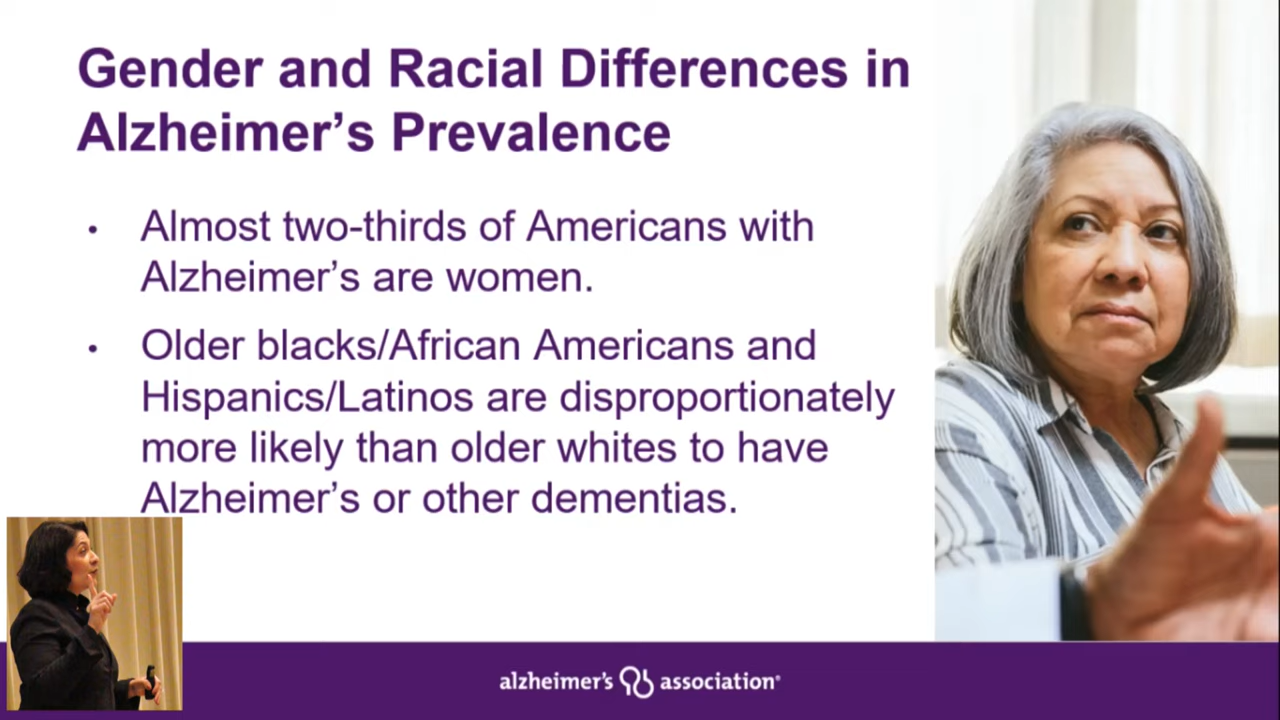 Gender and Racial Differences in
Alzheimer’s Prevalence
• Almost two-thirds of Americans with
Alzheimer’s are women.
• Older blacks/African Americans and
Hispanics/Latinos are disproportionately
more likely than older whites to have
Alzheimer’s or other dementias.
alzheimer’s association®